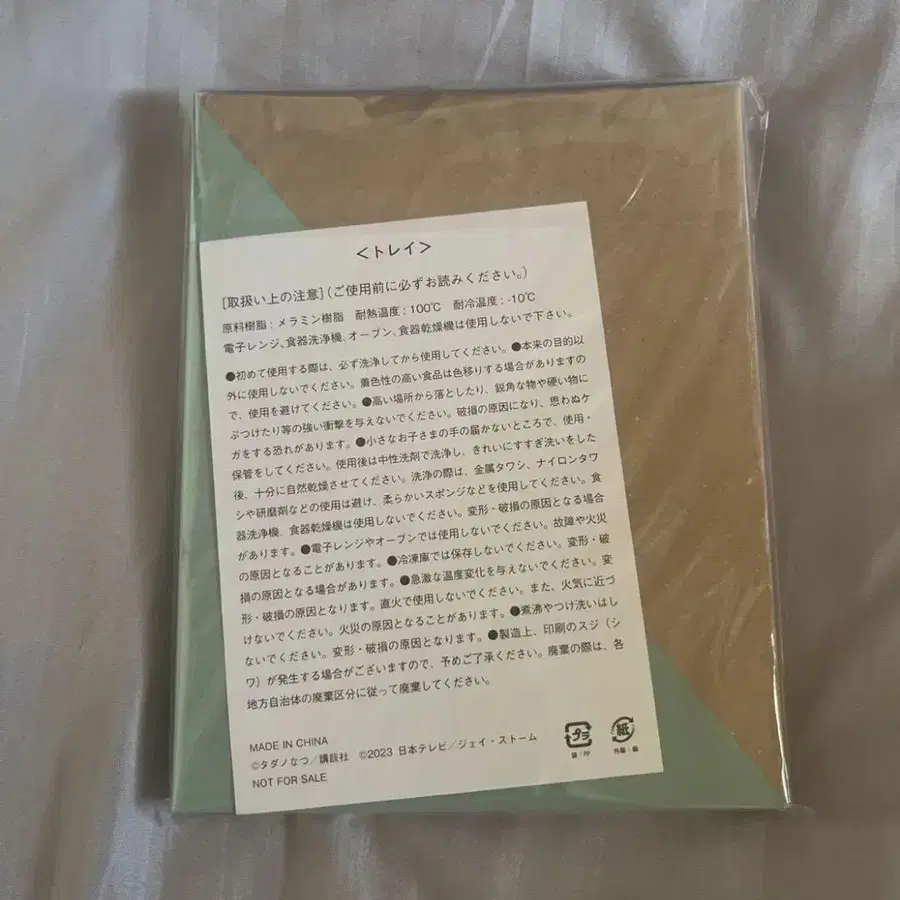 ＜トレイ＞
[取扱い上の注意](ご使用前に必ずお読みください。)
原料樹脂：メラミン樹脂　耐熱温度：100℃　耐冷温度：-10℃
電子レンジ、食器洗浄機、オーブン、食器乾燥機は使用しないで下さい。
●初めて使用する際は、必ず洗浄してから使用してください。●本来の目的以
外に使用しないでください。着色性の高い食品は色移りする場合がありますの
で、使用を避けてください。●高い場所から落としたり、鋭角な物や硬い物に
ぶつけたり等の強い衝撃を与えないでください。破損の原因になり、思わぬケ
ガをする恐れがあります。●小さなお子さまの手の届かないところで、使用・
保管をしてください。使用後は中性洗剤で洗浄し、きれいにすすぎ洗いをした
後、十分に自然乾燥させてください。洗浄の際は、金属タワシ、ナイロンタワ
シや研磨剤などの使用は避け、柔らかいスポンジなどを使用してください。食
器洗浄機、食器乾燥機は使用しないでください。変形・破損の原因となる場合
があります。●電子レンジやオーブンでは使用しないでください。故障や火災
の原因となることがあります。●冷凍庫では保存しないでください。変形・破
損の原因となる場合があります。●急激な温度変化を与えないでください。変
形・破損の原因となります。直火で使用しないでください。また、火気に近づ
けないでください。火災の原因となることがあります。●煮沸やつけ洗いはし
ないでください。変形・破損の原因となります。●製造上、印刷のスジ（シ
ワ）が発生する場合がございますので、予めご了承ください。廃棄の際は、各
地方自治体の廃棄区分に従って廃棄してください。
MADE IN CHINA
©タダノなつ／講談社　©2023 日本テレビ／ジェイ・ストーム
NOT FOR SALE
プラ
袋：PP
紙
外箱：紙